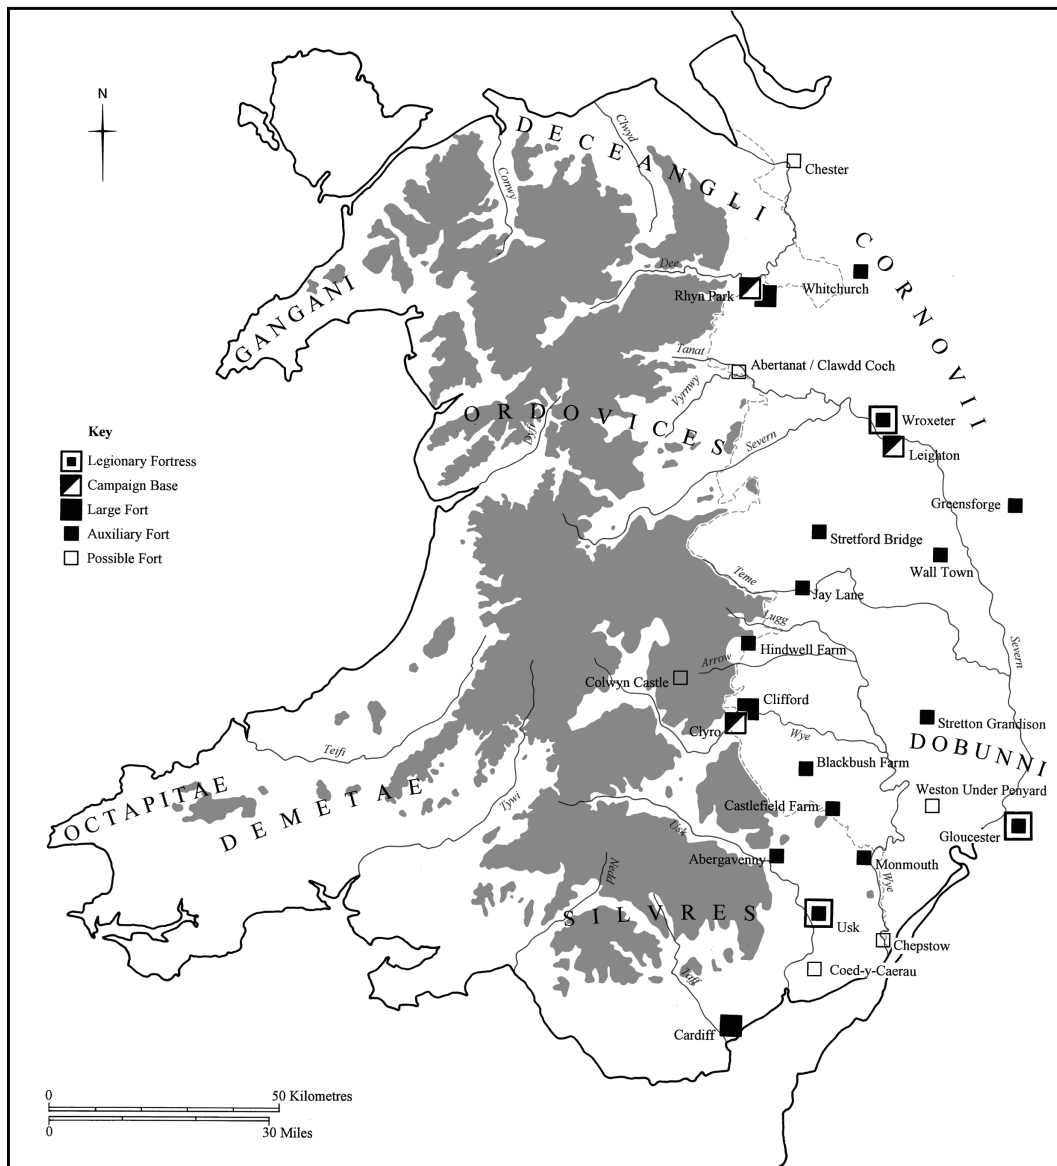 N
DECEANGLI
Clwyd
Conwy
Chester
CORNOVII
Dee
Whitchurch
Rhyn Park
GANGANI
Tanat
Abertanat / Clawdd Coch
Vyrnwy
ORDOVICES
Dyfi
Severn
Wroxeter
Leighton
Key
Legionary Fortress
Campaign Base
Large Fort
Auxiliary Fort
Possible Fort
Greensforge
Stretford Bridge
Wall Town
Teme
Jay Lane
Lugg
Hindwell Farm
Severn
Arrow
Colwyn Castle
Clifford
Clyro
Wye
Stretton Grandison
DOBUNNI
Teifi
Blackbush Farm
OCTAPITAE
DEMETAE
Tywi
Weston Under Penyard
Castlefield Farm
Usk
Gloucester
Abergavenny
Monmouth
Nedd
Wye
SILVRES
Usk
Chepstow
Coed-y-Caerau
Taff
Cardiff
0 50 Kilometres
0 30 Miles